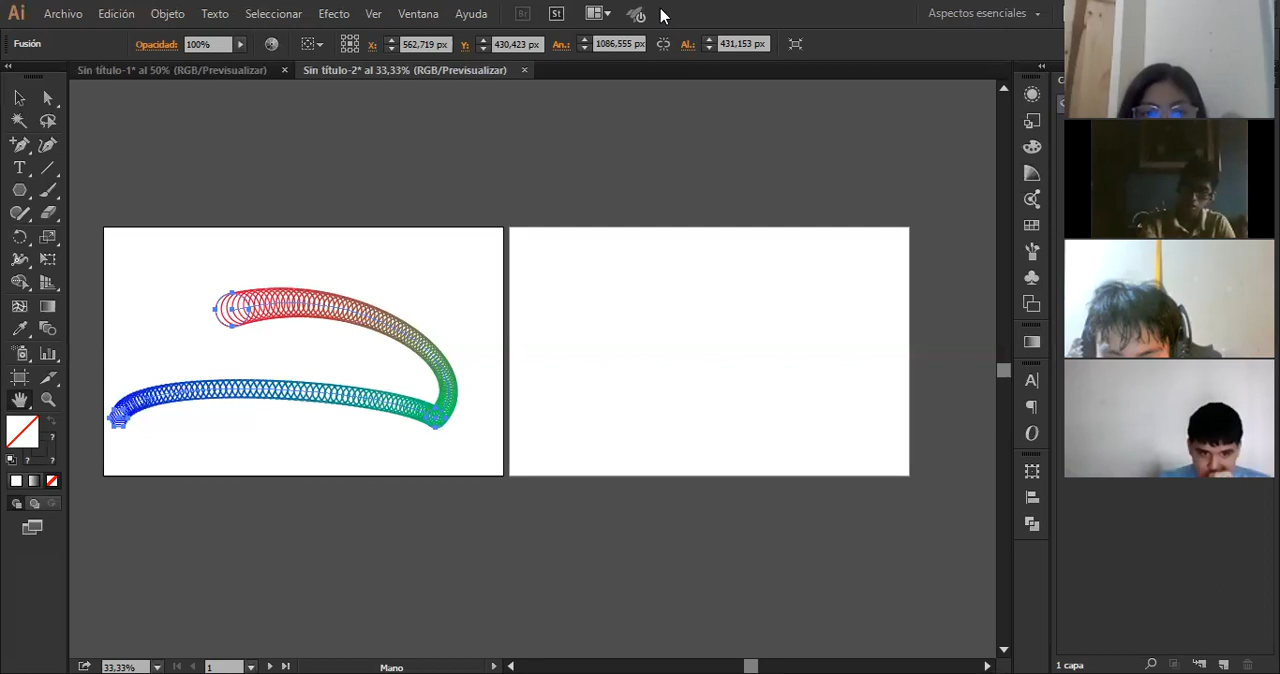 Ai Archivo Edición Objeto Texto Seleccionar Efecto Ver Ventana Ayuda Br St Aspectos esenciales
Fusión Opacidad: 100% X: 562,719 px Y: 430,423 px An.: 1086,555 px Al.: 431,153 px
Sin título-1* al 50% (RGB/Previsualizar) × Sin título-2* al 33,33% (RGB/Previsualizar) ×
T
A
O
? 
?
?
33,33% 1 Mano
1 capa